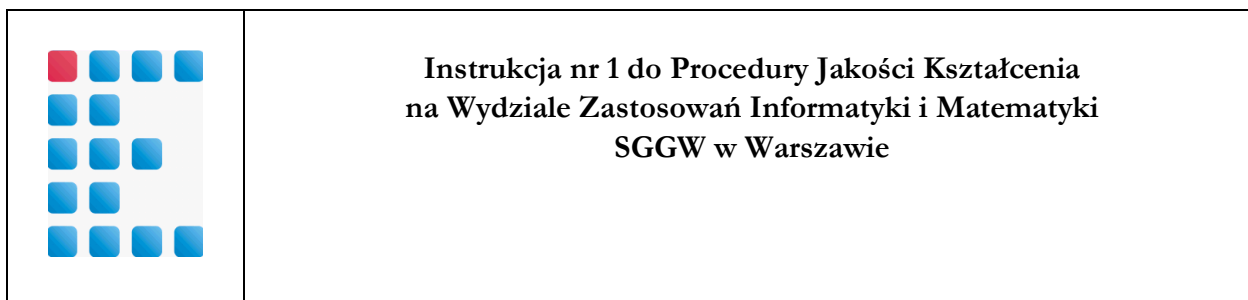 Instrukcja nr 1 do Procedury Jakości Kształcenia
na Wydziale Zastosowań Informatyki i Matematyki
SGGW w Warszawie